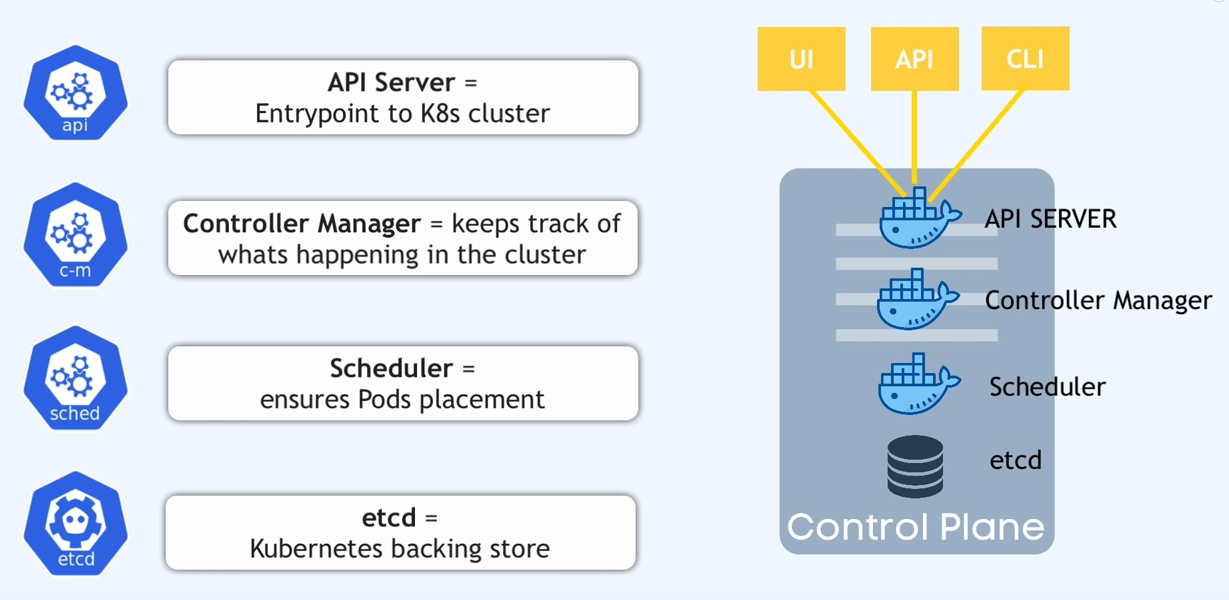 api
API Server =
Entrypoint to K8s cluster
c-m
Controller Manager = keeps track of
whats happening in the cluster
sched
Scheduler =
ensures Pods placement
etcd
etcd =
Kubernetes backing store
UI
API
CLI
API SERVER
Controller Manager
Scheduler
etcd
Control Plane